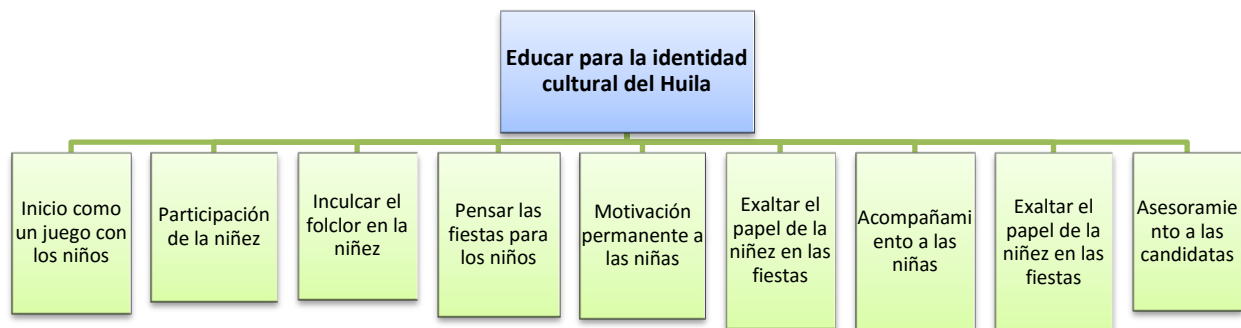 Educar para la identidad
cultural del Huila
Inicio como
un juego con
los niños
Participación
de la niñez
Inculcar el
folclor en la
niñez
Pensar las
fiestas para
los niños
Motivación
permanente a
las niñas
Exaltar el
papel de la
niñez en las
fiestas
Acompañami
ento a las
niñas
Exaltar el
papel de la
niñez en las
fiestas
Asesoramie
nto a las
candidatas